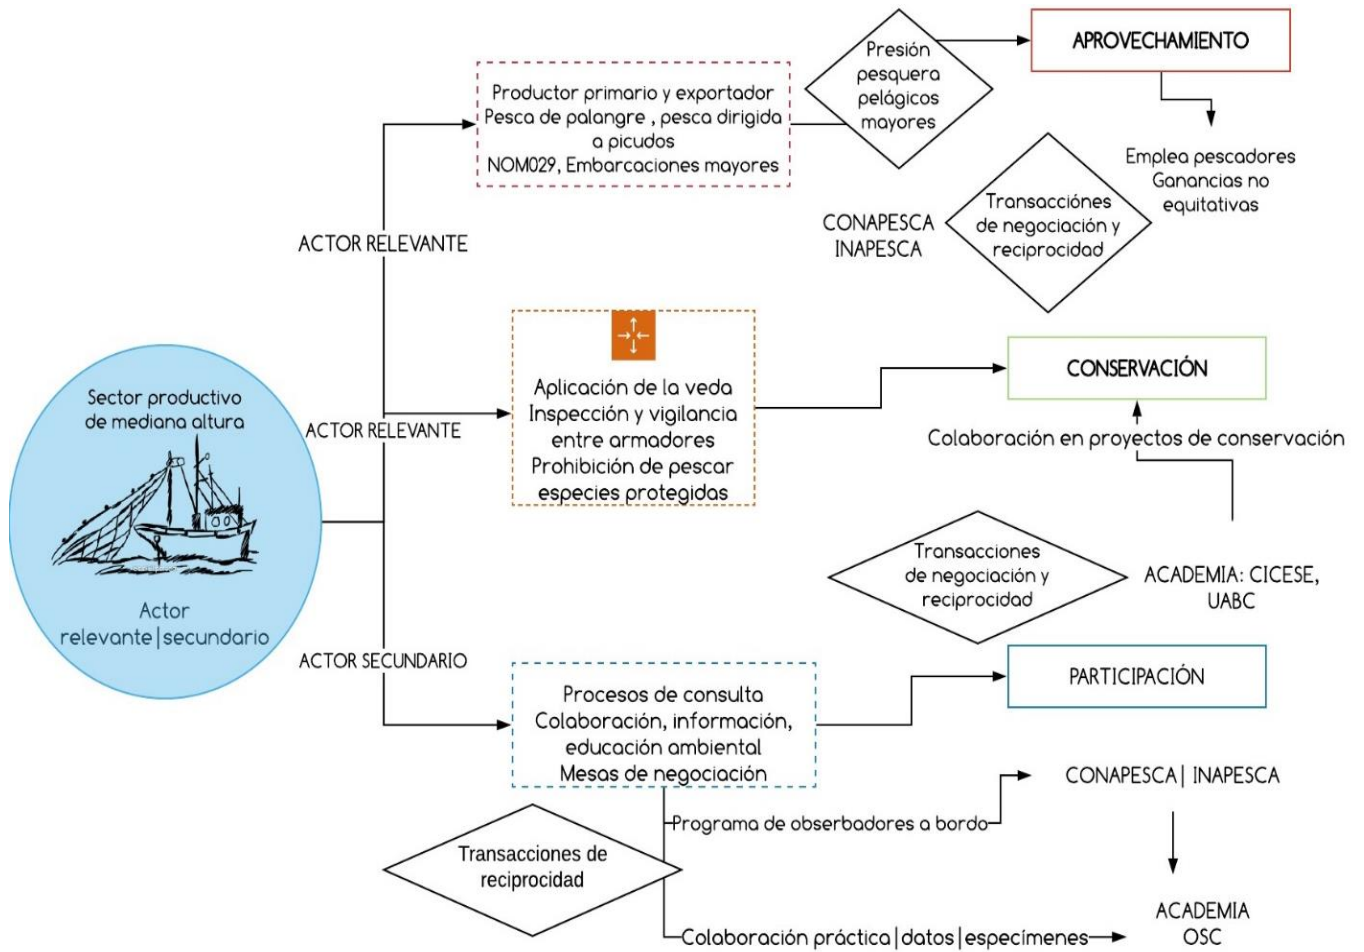 Presión
pesquera
pelágicos
mayores
APROVECHAMIENTO
Productor primario y exportador
Pesca de palangre , pesca dirigida
a picudos
NOM029, Embarcaciones mayores
Emplea pescadores
Ganancias no
equitativas
Transacciónes
de negociación y
reciprocidad
CONAPESCA
INAPESCA
ACTOR RELEVANTE
Aplicación de la veda
Inspección y vigilancia
entre armadores
Prohibición de pescar
especies protegidas
CONSERVACIÓN
Sector productivo
de mediana altura
ACTOR RELEVANTE
Colaboración en proyectos de conservación
Transacciones
de negociación y
reciprocidad
ACADEMIA: CICESE,
UABC
Actor
relevante|secundario
ACTOR SECUNDARIO
PARTICIPACIÓN
Procesos de consulta
Colaboración, información,
educación ambiental
Mesas de negociación
CONAPESCA| INAPESCA
Programa de obserbadores a bordo
Transacciones de
reciprocidad
ACADEMIA
OSC
Colaboración práctica|datos|especímenes